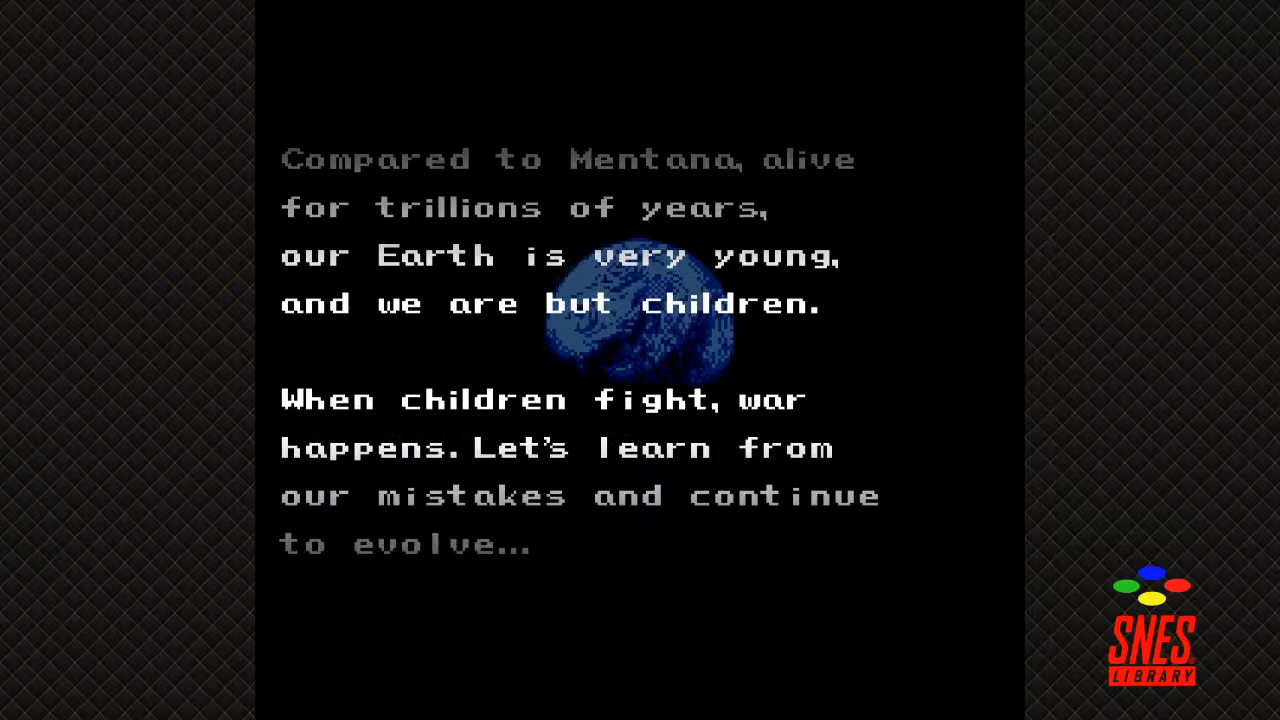 Compared to Mentana, alive
for trillions of years,
our Earth is very young,
and we are but children.
When children fight, war
happens. Let's learn from
our mistakes and continue
to evolve...
SNES
LIBRARY